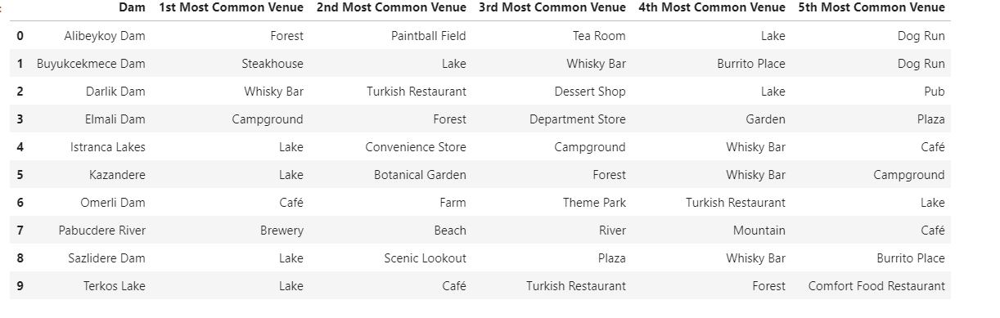 Dam 1st Most Common Venue 2nd Most Common Venue 3rd Most Common Venue 4th Most Common Venue 5th Most Common Venue
0 Alibeykoy Dam Forest Paintball Field Tea Room Lake Dog Run
1 Buyukcekmece Dam Steakhouse Lake Whisky Bar Burrito Place Dog Run
2 Darlik Dam Whisky Bar Turkish Restaurant Dessert Shop Lake Pub
3 Elmali Dam Campground Forest Department Store Garden Plaza
4 Istranca Lakes Lake Convenience Store Campground Whisky Bar Café
5 Kazandere Lake Botanical Garden Forest Whisky Bar Campground
6 Omerli Dam Café Farm Theme Park Turkish Restaurant Lake
7 Pabucdere River Brewery Beach River Mountain Café
8 Sazlidere Dam Lake Scenic Lookout Plaza Whisky Bar Burrito Place
9 Terkos Lake Lake Café Turkish Restaurant Forest Comfort Food Restaurant